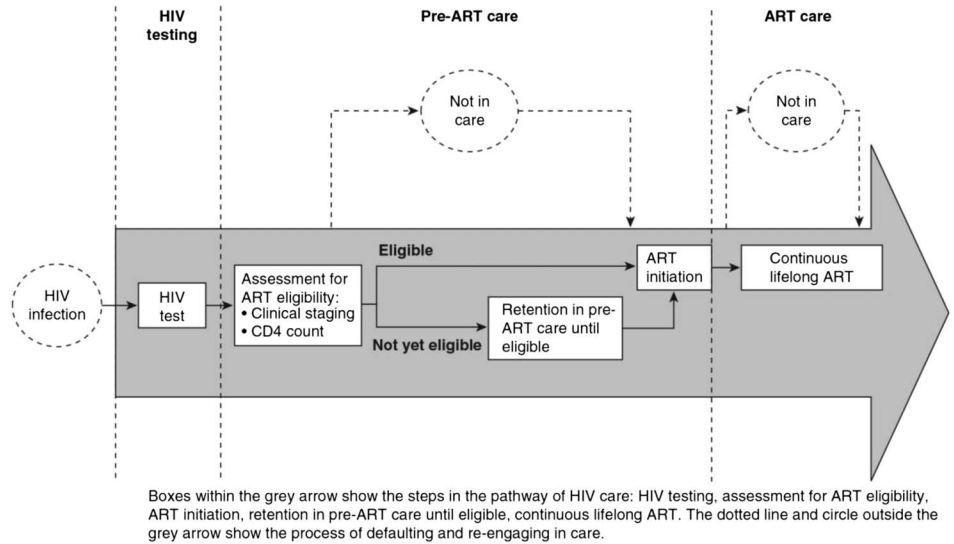 HIV
testing
Pre-ART care
ART care
Not in
care
Not in
care
HIV
infection
HIV
test
Assessment for
ART eligibility:
• Clinical staging
• CD4 count
Eligible
Not yet eligible
Retention in pre-
ART care until
eligible
ART
initiation
Continuous
lifelong ART
Boxes within the grey arrow show the steps in the pathway of HIV care: HIV testing, assessment for ART eligibility,
ART initiation, retention in pre-ART care until eligible, continuous lifelong ART. The dotted line and circle outside the
grey arrow show the process of defaulting and re-engaging in care.